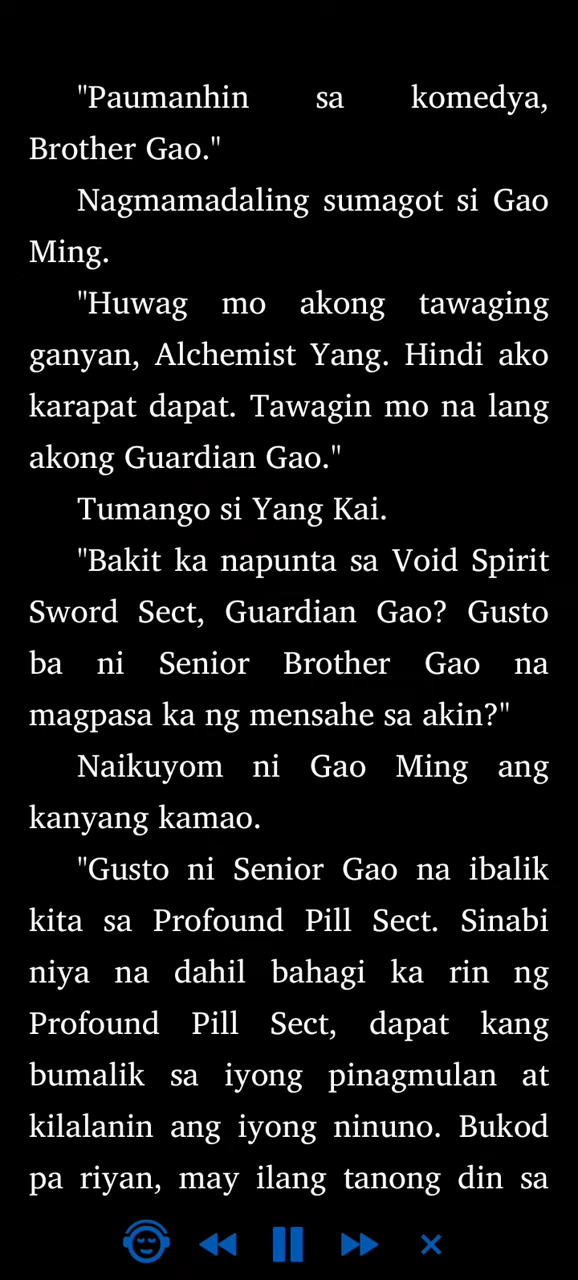 "Paumanhin sa komedya,
Brother Gao."
Nagmamadaling sumagot si Gao
Ming.
"Huwag mo akong tawaging
ganyan, Alchemist Yang. Hindi ako
karapat dapat. Tawagin mo na lang
akong Guardian Gao."
Tumango si Yang Kai.
"Bakit ka napunta sa Void Spirit
Sword Sect, Guardian Gao? Gusto
ba ni Senior Brother Gao na
magpasa ka ng mensahe sa akin?"
Naikuyom ni Gao Ming ang
kanyang kamao.
"Gusto ni Senior Gao na ibalik
kita sa Profound Pill Sect. Sinabi
niya na dahil bahagi ka rin ng
Profound Pill Sect, dapat kang
bumalik sa iyong pinagmulan at
kilalanin ang iyong ninuno. Bukod
pa riyan, may ilang tanong din sa